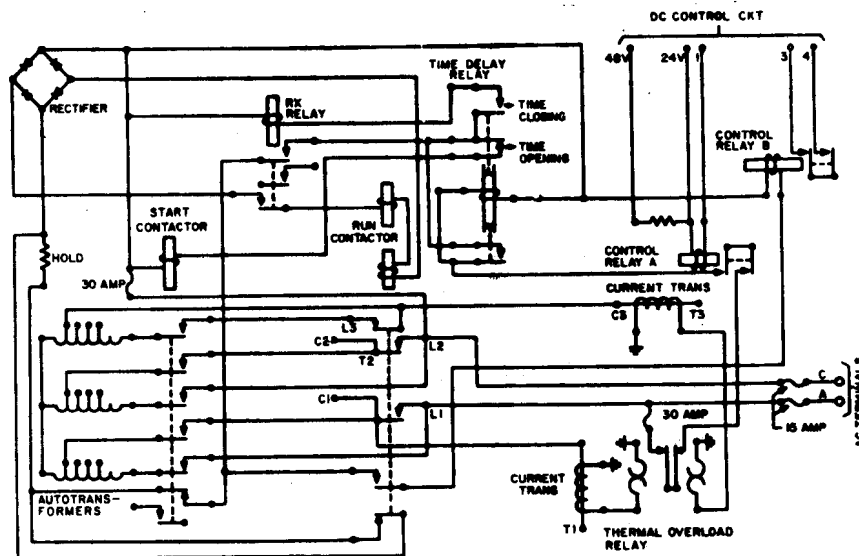 DC CONTROL CKT
48V
24V
1
3
4
RECTIFIER
RX
RELAY
TIME DELAY
RELAY
TIME
CLOSING
TIME
OPENING
CONTROL
RELAY B
START
CONTACTOR
RUN
CONTACTOR
HOLD
30 AMP
CONTROL
RELAY A
CURRENT TRANS
C3
T3
L3
C2
T2
L2
C1
L1
C
A
30 AMP
15 AMP
CURRENT
TRANS
T1
AUTOTRANS-
FORMERS
THERMAL OVERLOAD
RELAY